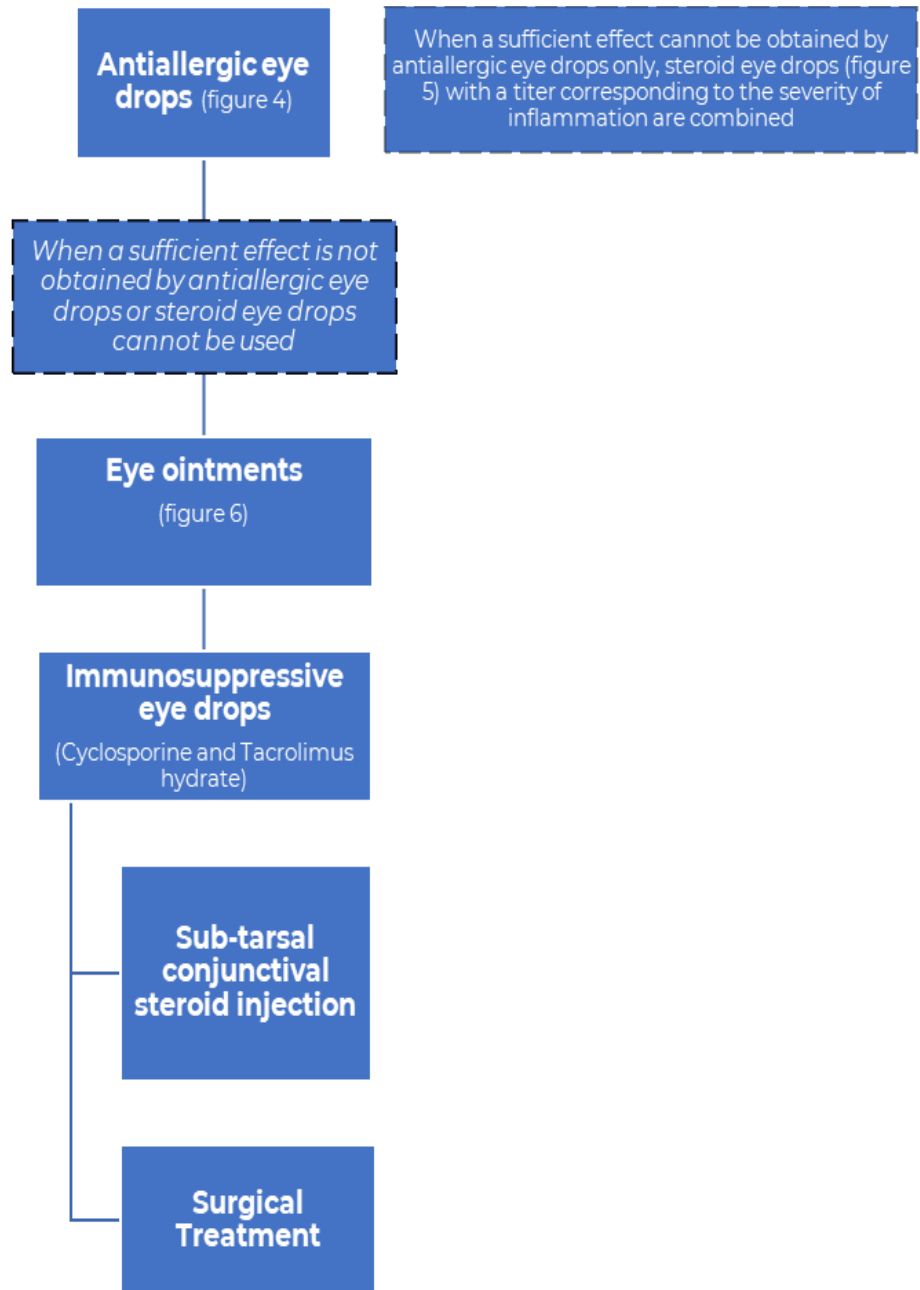 Antiallergic eye
drops (figure 4)
When a sufficient effect cannot be obtained by
antiallergic eye drops only, steroid eye drops (figure
5) with a titer corresponding to the severity of
inflammation are combined
When a sufficient effect is not
obtained by antiallergic eye
drops or steroid eye drops
cannot be used
Eye ointments
(figure 6)
Immunosuppressive
eye drops
(Cyclosporine and Tacrolimus
hydrate)
Sub-tarsal
conjunctival
steroid injection
Surgical
Treatment